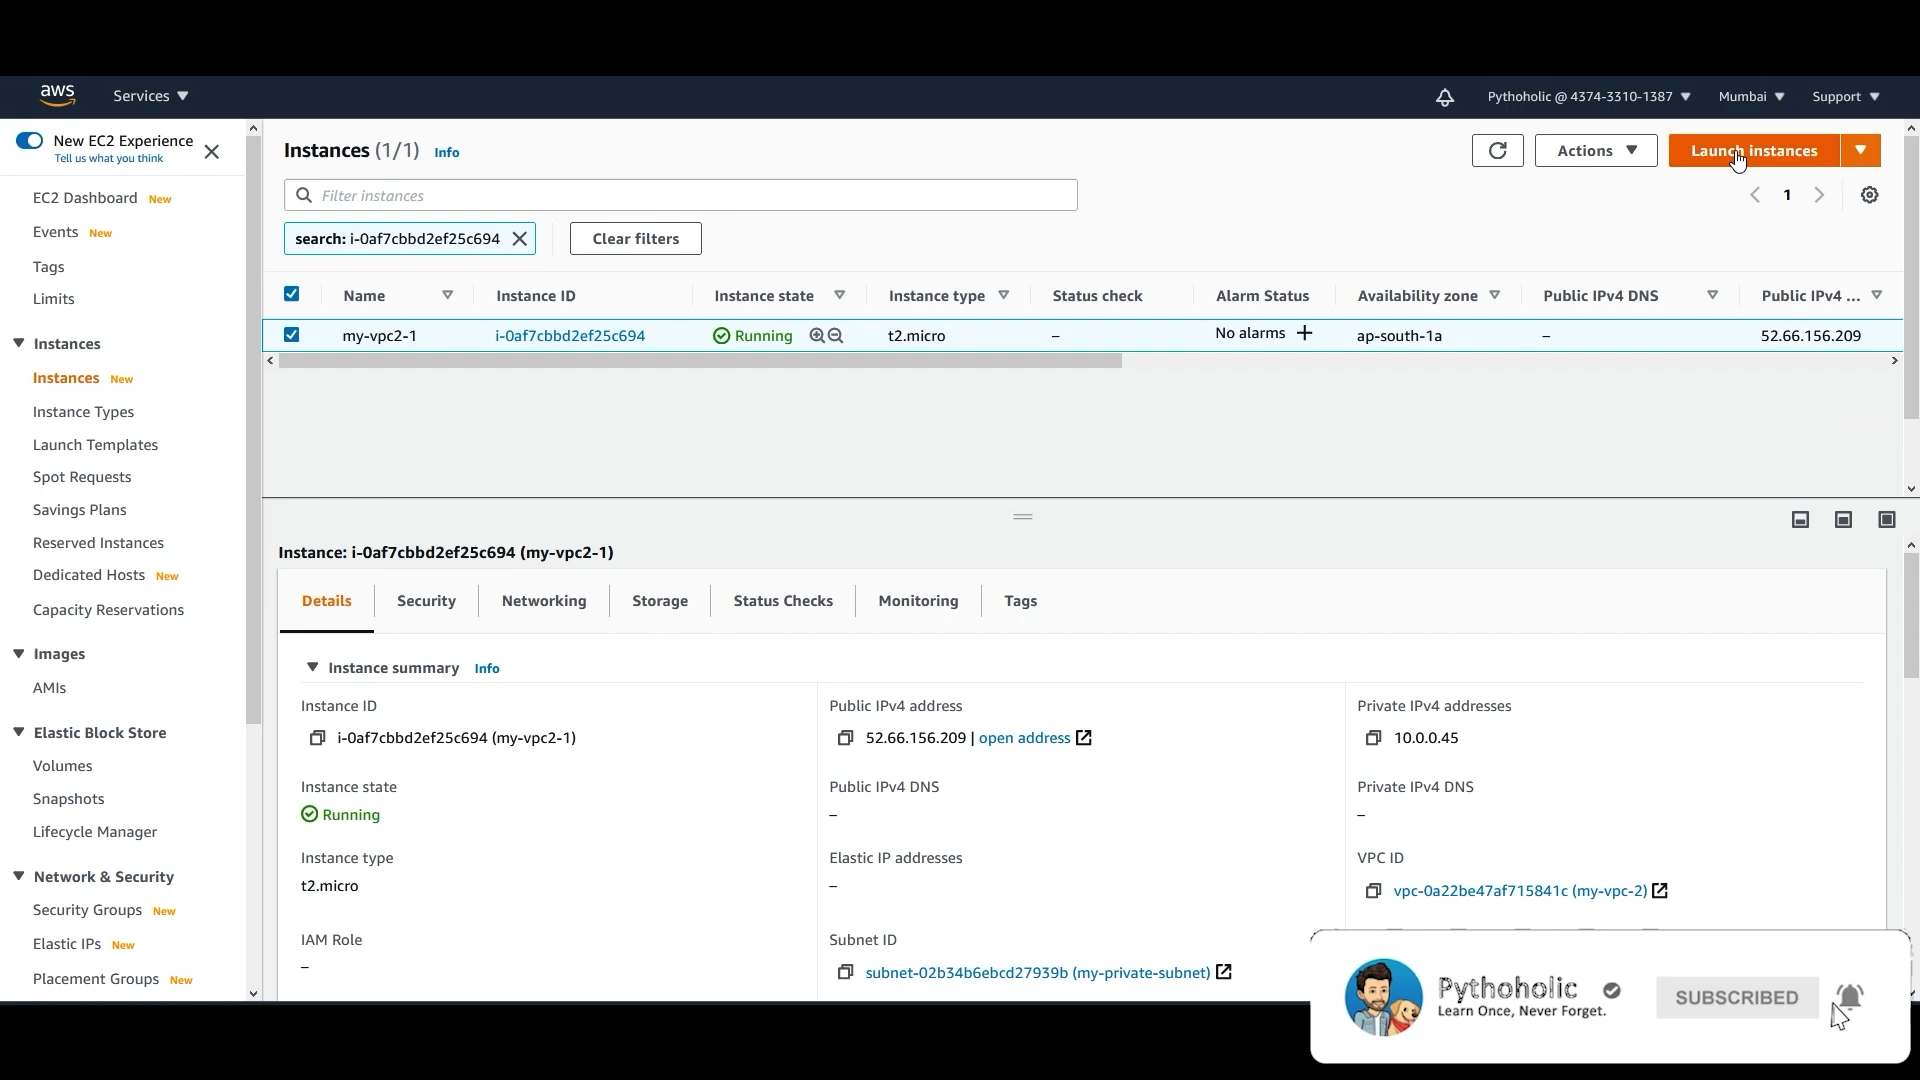 aws Services Pythoholic @ 4374-3310-1387 Mumbai Support
New EC2 Experience
Tell us what you think
EC2 Dashboard New
Events New
Tags
Limits
Instances
Instances New
Instance Types
Launch Templates
Spot Requests
Savings Plans
Reserved Instances
Dedicated Hosts New
Capacity Reservations
Images
AMIs
Elastic Block Store
Volumes
Snapshots
Lifecycle Manager
Network & Security
Security Groups New
Elastic IPs New
Placement Groups New
Instances (1/1) Info Actions Launch instances
Filter instances 1
search: i-0af7cbbd2ef25c694 Clear filters
Name Instance ID Instance state Instance type Status check Alarm Status Availability zone Public IPv4 DNS Public IPv4 ...
my-vpc2-1 i-0af7cbbd2ef25c694 Running t2.micro – No alarms + ap-south-1a – 52.66.156.209
Instance: i-0af7cbbd2ef25c694 (my-vpc2-1)
Details Security Networking Storage Status Checks Monitoring Tags
Instance summary Info
Instance ID Public IPv4 address Private IPv4 addresses
i-0af7cbbd2ef25c694 (my-vpc2-1) 52.66.156.209 | open address 10.0.0.45
Instance state Public IPv4 DNS Private IPv4 DNS
Running – –
Instance type Elastic IP addresses VPC ID
t2.micro – vpc-0a22be47af715841c (my-vpc-2)
IAM Role Subnet ID
– subnet-02b34b6ebcd27939b (my-private-subnet)
Pythoholic SUBSCRIBED
Learn Once, Never Forget.